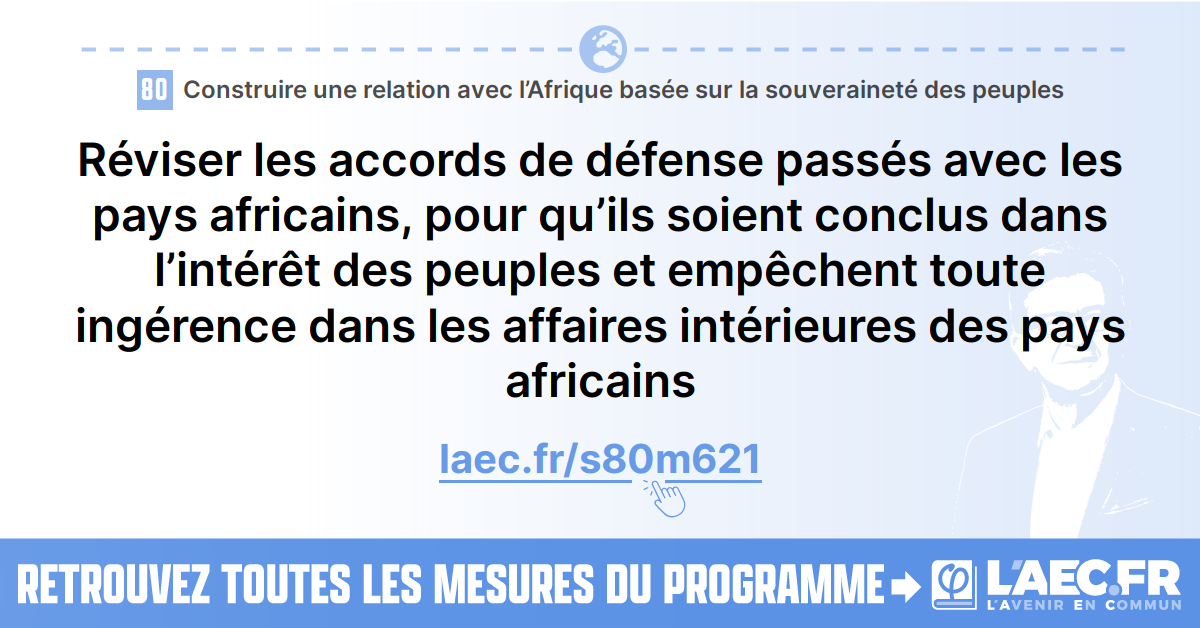 80 Construire une relation avec l’Afrique basée sur la souveraineté des peuples
Réviser les accords de défense passés avec les
pays africains, pour qu’ils soient conclus dans
l’intérêt des peuples et empêchent toute
ingérence dans les affaires intérieures des pays
africains
laec.fr/s80m621
RETROUVEZ TOUTES LES MESURES DU PROGRAMME
φ L’AEC.FR
L’AVENIR EN COMMUN